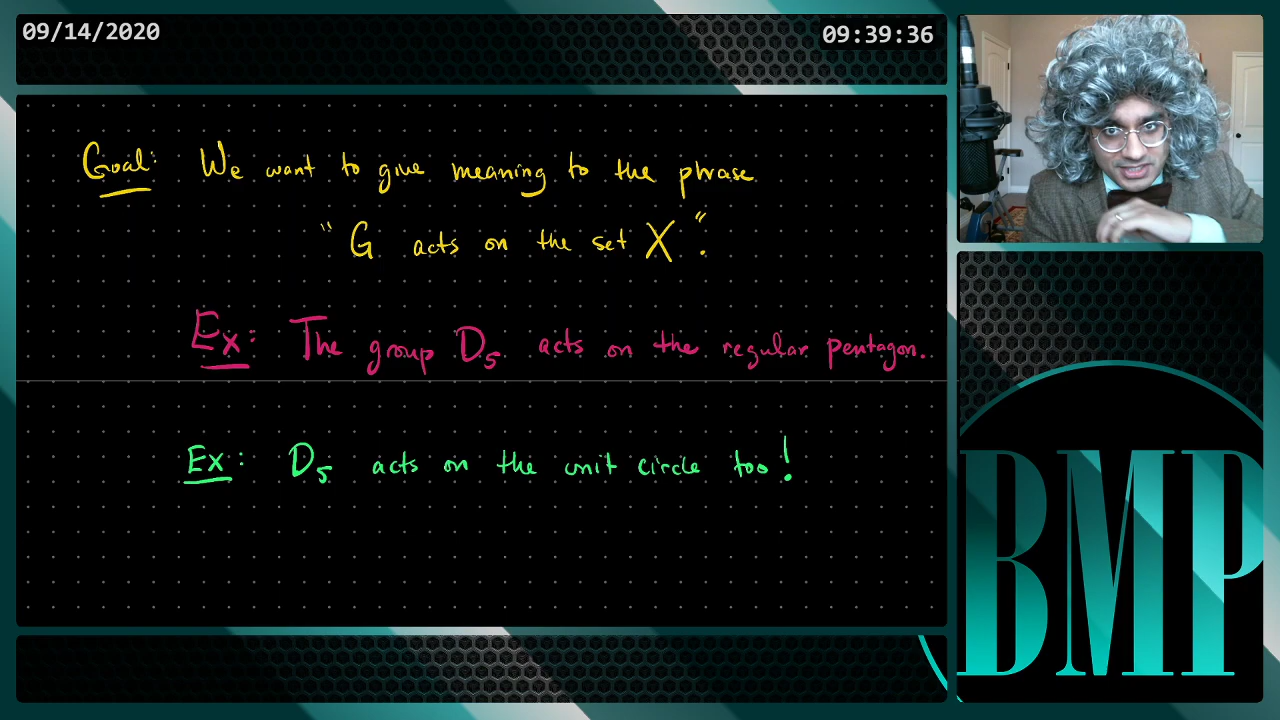 09/14/2020
09:39:36
Goal: We want to give meaning to the phrase
"G acts on the set X".
Ex: The group D5 acts on the regular pentagon.
Ex: D5 acts on the unit circle too!
BMP